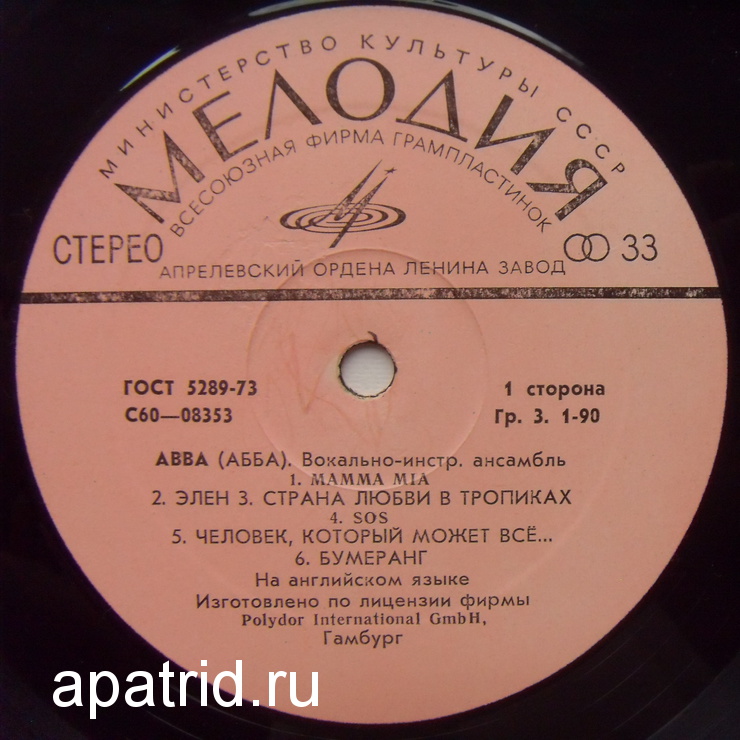 МИНИСТЕРСТВО КУЛЬТУРЫ СССР
МЕЛОДИЯ
ВСЕСОЮЗНАЯ ФИРМА ГРАМПЛАСТИНОК
СТЕРЕО
33
АПРЕЛЕВСКИЙ ОРДЕНА ЛЕНИНА ЗАВОД
ГОСТ 5289-73
1 сторона
С60—08353
Гр. 3. 1-90
ABBA (АББА). Вокально-инстр. ансамбль
1. MAMMA MIA
2. ЭЛЕН 3. СТРАНА ЛЮБВИ В ТРОПИКАХ
4. SOS
5. ЧЕЛОВЕК, КОТОРЫЙ МОЖЕТ ВСЁ...
6. БУМЕРАНГ
На английском языке
Изготовлено по лицензии фирмы
Polydor International GmbH,
Гамбург
apatrid.ru